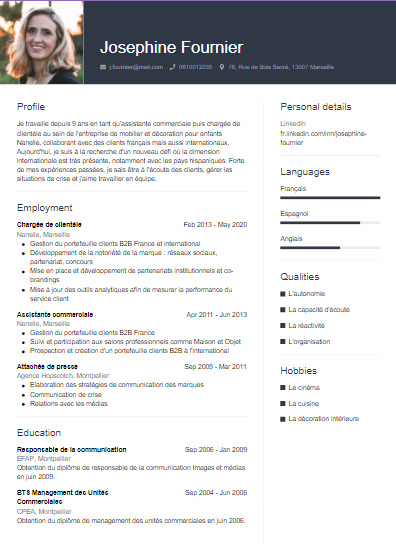 Josephine Fournier
j.fournier@mail.com 0610012035 78, Rue de Bois Sacré, 13007 Marseille
Profile
Je travaille depuis 9 ans en tant qu'assistante commerciale puis chargée de
clientèle au sein de l'entreprise de mobilier et décoration pour enfants
Nanelle, collaborant avec des clients français mais aussi internationaux.
Aujourd'hui, je suis à la recherche d'un nouveau défi où la dimension
internationale est très présente, notamment avec les pays hispaniques. Forte
de mes expériences passées, je sais être à l'écoute des clients, gérer les
situations de crise et j'aime travailler en équipe.
Employment
Chargée de clientèle Feb 2013 - May 2020
Nanelle, Marseille
Gestion du portefeuille clients B2B France et international
Développement de la notoriété de la marque : réseaux sociaux,
partenariat, concours
Mise en place et développement de partenariats institutionnels et co-
brandings
Mise à jour des outils analytiques afin de mesurer la performance du
service client
Assistante commerciale Apr 2011 - Jun 2013
Nanelle, Marseille
Gestion du portefeuille clients B2B France
Suivi et participation aux salons professionnels comme Maison et Objet
Prospection et création d'un portefeuille clients B2B à l'international
Attachée de presse Sep 2009 - Mar 2011
Agence Hopscotch, Montpellier
Elaboration des stratégies de communication des marques
Communication de crise
Relations avec les médias
Education
Responsable de la communication Sep 2006 - Jan 2009
EFAP, Montpellier
Obtention du diplôme de responsable de la communication Images et médias
en juin 2009.
BTS Management des Unités Sep 2004 - Jun 2006
Commerciales
CPEA, Montpellier
Obtention du diplôme de management des unités commerciales en juin 2006.
Personal details
Linkedin
fr.linkedin.com/inn/josephine-
fournier
Languages
Français
Espagnol
Anglais
Qualities
L'autonomie
La capacité d'écoute
La réactivité
L'organisation
Hobbies
Le cinéma
La cuisine
La décoration intérieure